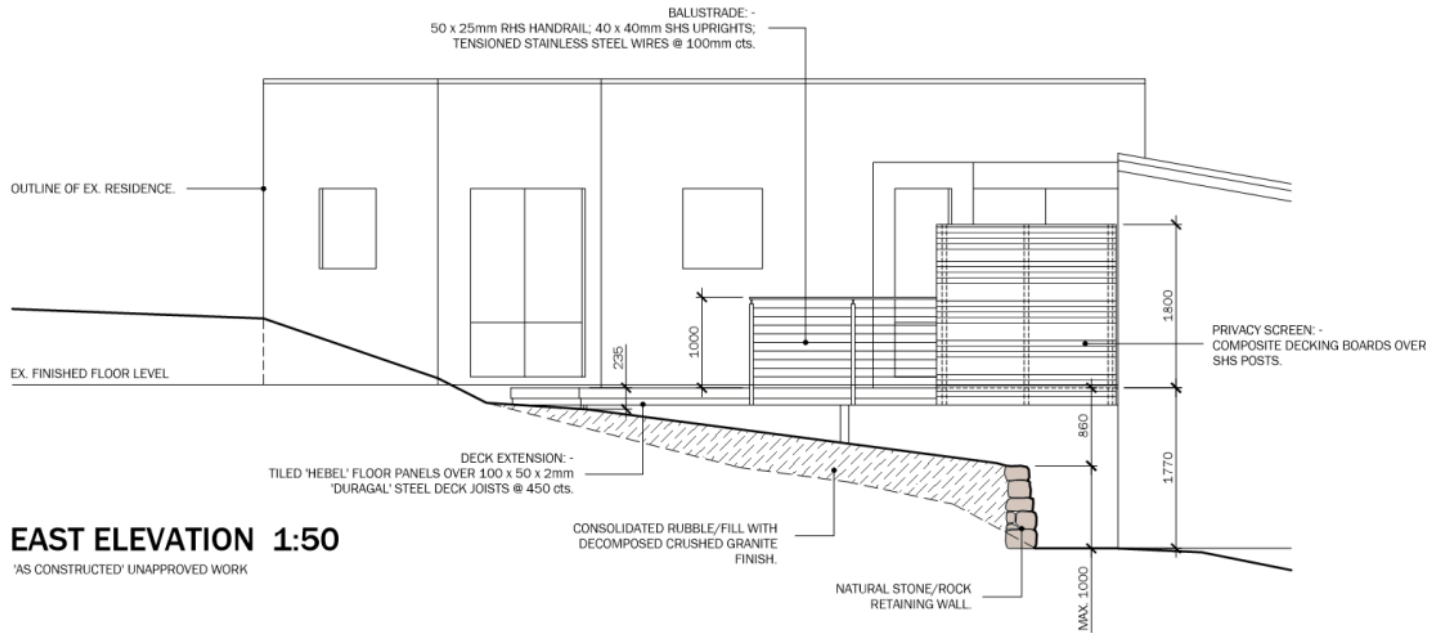 BALUSTRADE: -
50 x 25mm RHS HANDRAIL; 40 x 40mm SHS UPRIGHTS;
TENSIONED STAINLESS STEEL WIRES @ 100mm cts.
OUTLINE OF EX. RESIDENCE.
EX. FINISHED FLOOR LEVEL
235
1000
1800
PRIVACY SCREEN: -
COMPOSITE DECKING BOARDS OVER
SHS POSTS.
860
1770
DECK EXTENSION: -
TILED 'HEBEL' FLOOR PANELS OVER 100 x 50 x 2mm
'DURAGAL' STEEL DECK JOISTS @ 450 cts.
CONSOLIDATED RUBBLE/FILL WITH
DECOMPOSED CRUSHED GRANITE
FINISH.
NATURAL STONE/ROCK
RETAINING WALL.
MAX. 1000
EAST ELEVATION 1:50
'AS CONSTRUCTED' UNAPPROVED WORK